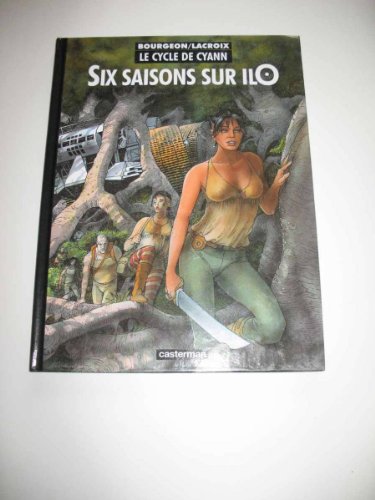 BOURGEON/LACROIX
LE CYCLE DE CYANN
SIX SAISONS SUR ILO
casterman